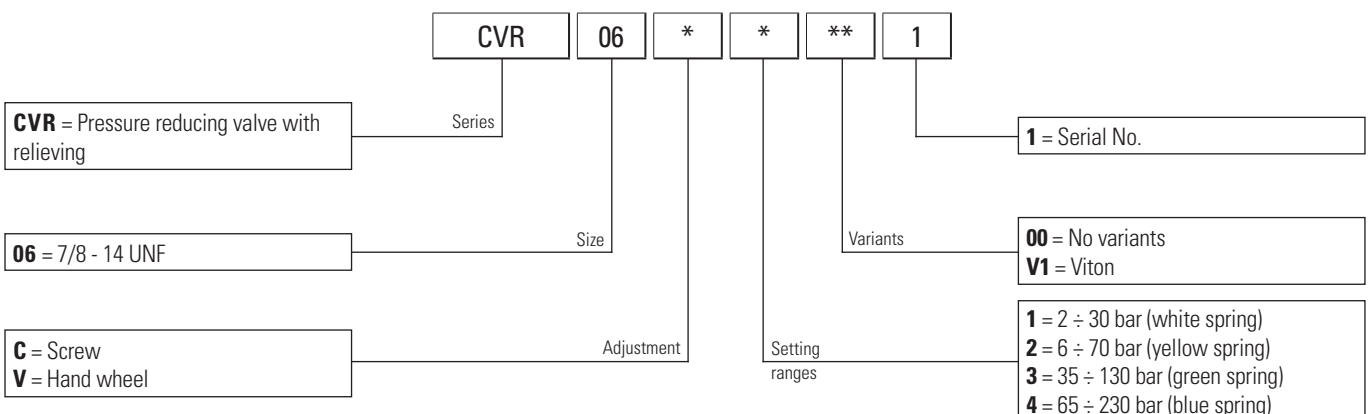 CVR 06 * * ** 1
CVR = Pressure reducing valve with
relieving
Series
1 = Serial No.
06 = 7/8 - 14 UNF
Size
Variants
00 = No variants
V1 = Viton
C = Screw
V = Hand wheel
Adjustment
Setting
ranges
1 = 2 ÷ 30 bar (white spring)
2 = 6 ÷ 70 bar (yellow spring)
3 = 35 ÷ 130 bar (green spring)
4 = 65 ÷ 230 bar (blue spring)